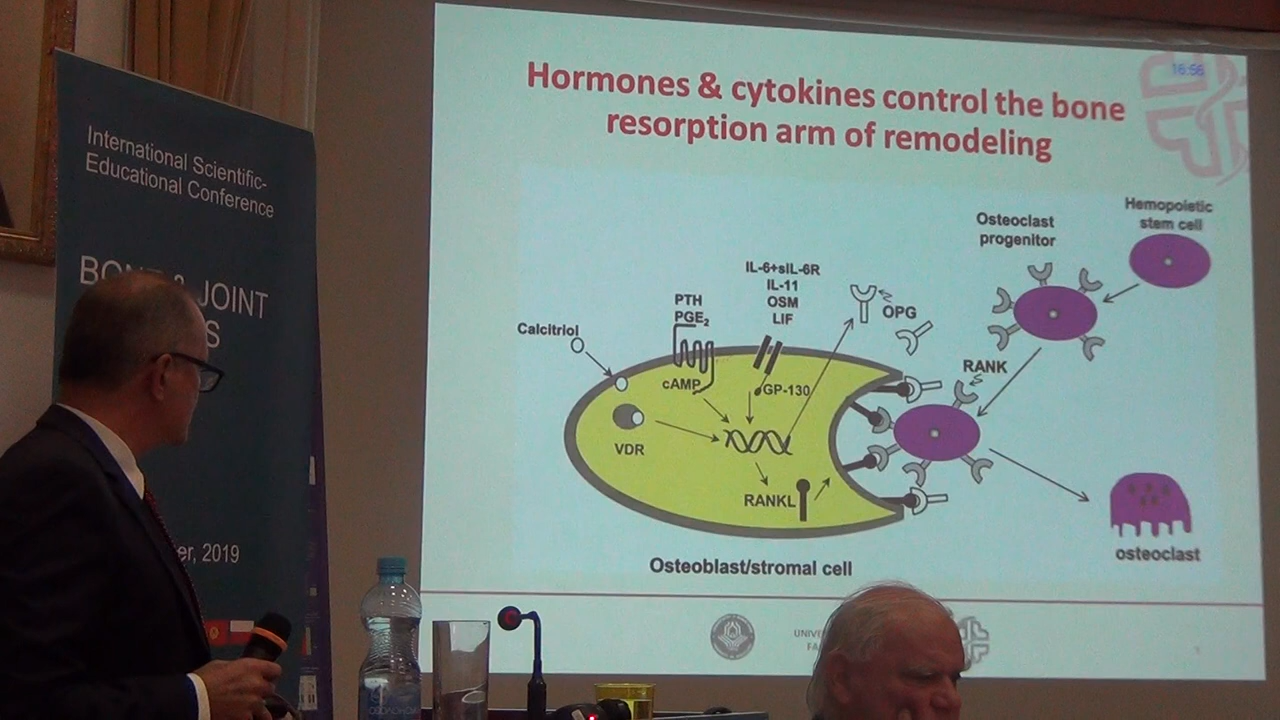 International Scientific-
Educational Conference
JOINT
er, 2019
16:56
Hormones & cytokines control the bone
resorption arm of remodeling
Hemopoietic
stem cell
Osteoclast
progenitor
IL-6+sIL-6R
IL-11
OSM
LIF
PTH
PGE₂
OPG
Calcitriol
RANK
cAMP
GP-130
VDR
RANKL
osteoclast
Osteoblast/stromal cell